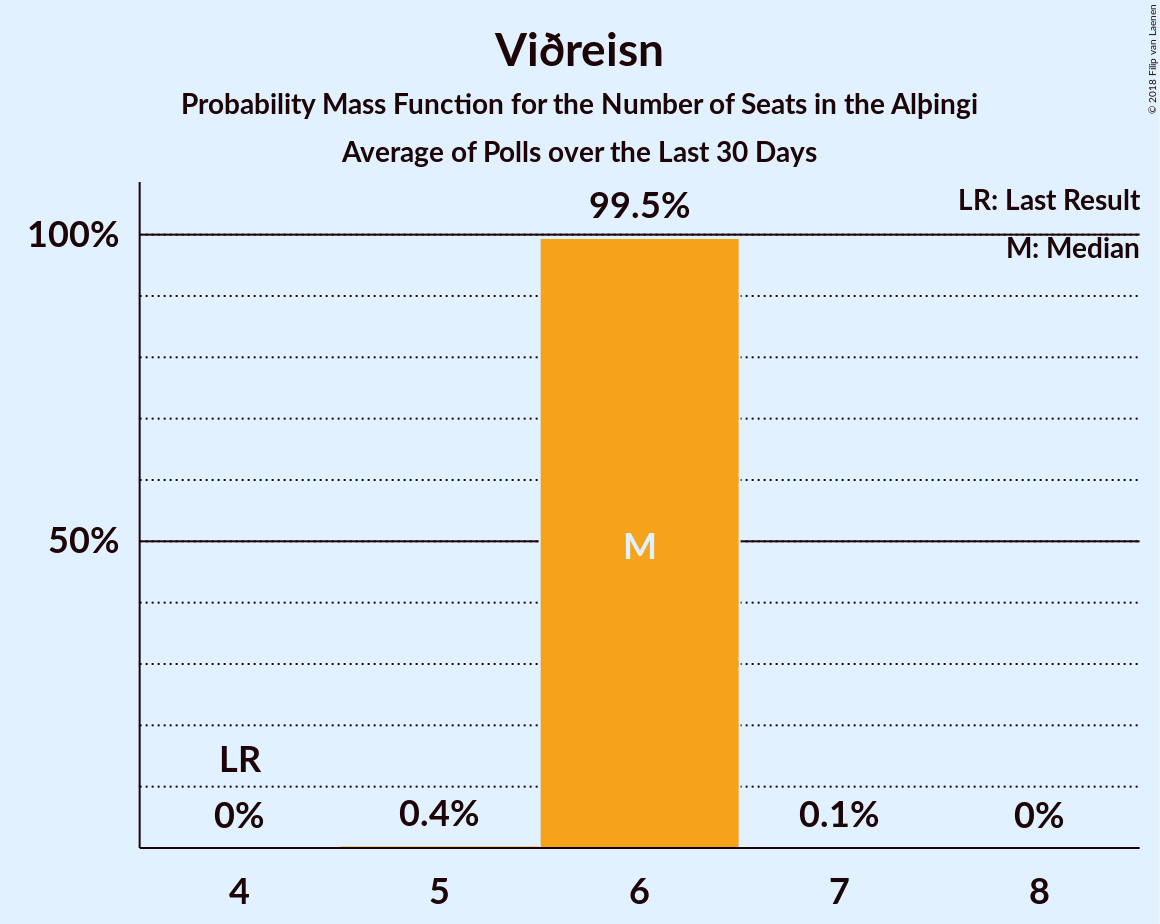 Viðreisn
Probability Mass Function for the Number of Seats in the Alþingi
Average of Polls over the Last 30 Days
© 2018 Filip van Laenen
LR: Last Result
M: Median
99.5%
100%
50%
M
LR
0%
0.4%
0.1%
0%
4
5
6
7
8